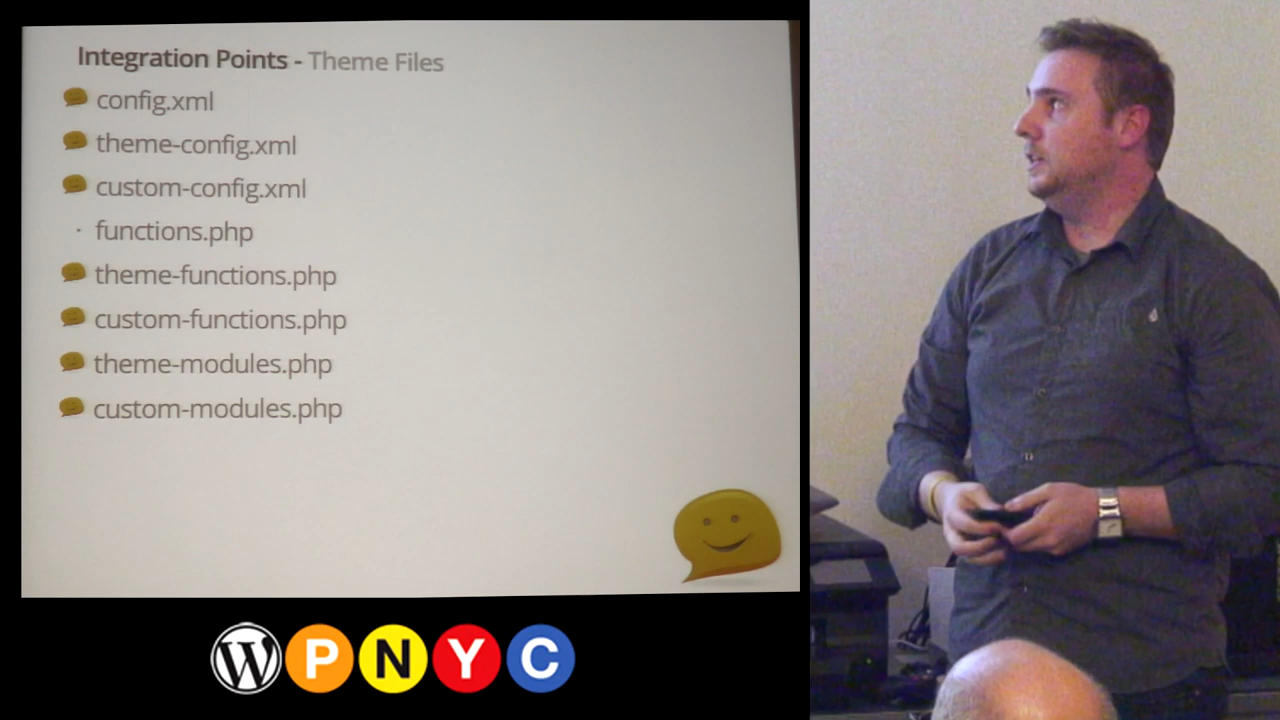 Integration Points - Theme Files
config.xml
theme-config.xml
custom-config.xml
functions.php
theme-functions.php
custom-functions.php
theme-modules.php
custom-modules.php
WPNYC